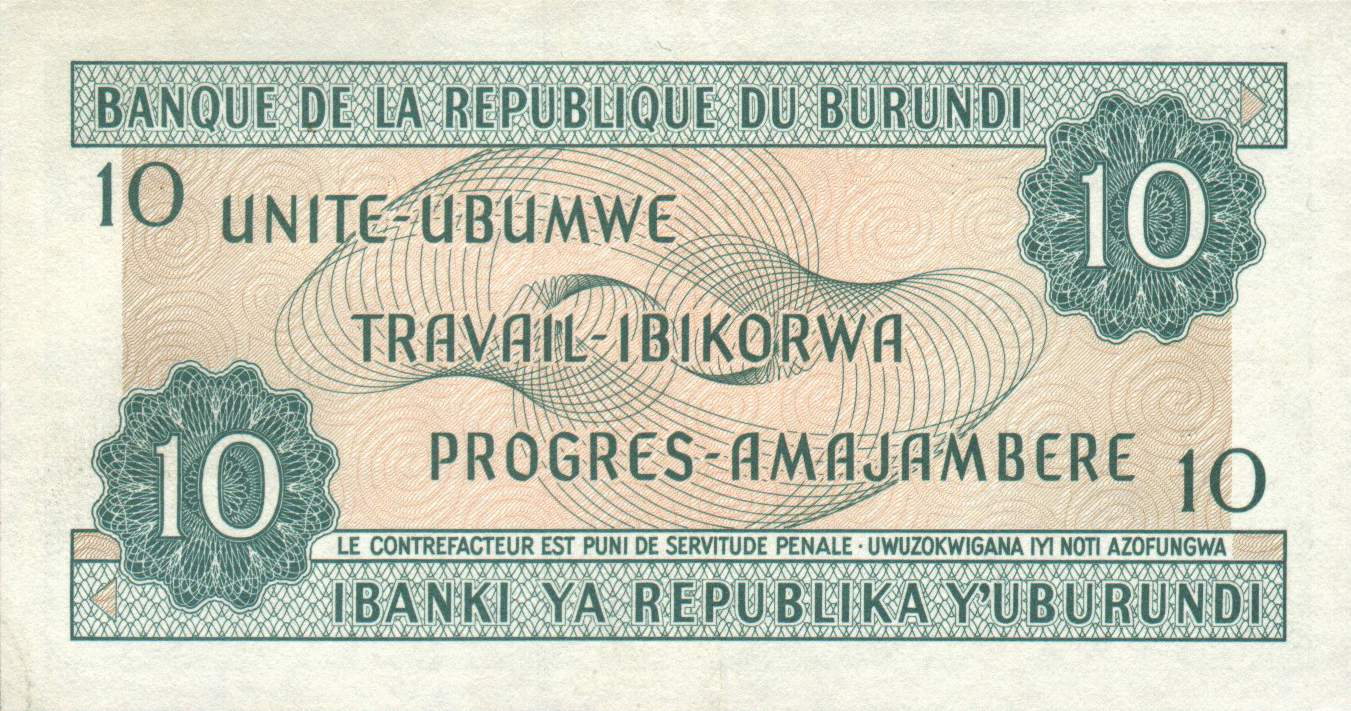 BANQUE DE LA REPUBLIQUE DU BURUNDI
10
10
UNITE-UBUMWE
TRAVAIL-IBIKORWA
PROGRES-AMAJAMBERE
10
10
LE CONTREFACTEUR EST PUNI DE SERVITUDE PENALE · UWUZOKWIGANA IYI NOTI AZOFUNGWA
IBANKI YA REPUBLIKA Y'UBURUNDI